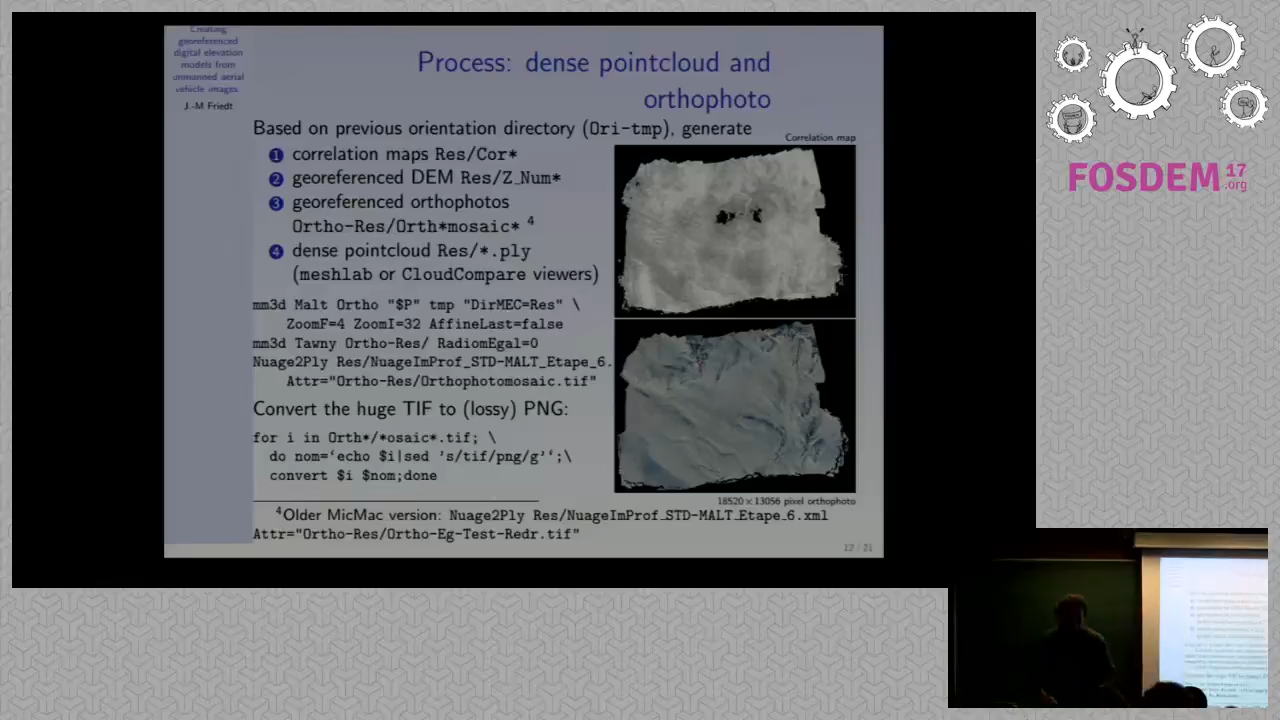 Creating
georeferenced
digital elevation
models from
unmanned aerial
vehicle images
J.-M Friedt
Process: dense pointcloud and
orthophoto
Based on previous orientation directory (Ori-tmp), generate
1 correlation maps Res/Cor*
2 georeferenced DEM Res/Z_Num*
3 georeferenced orthophotos
Ortho-Res/Orth*mosaic* 4
4 dense pointcloud Res/*.ply
(meshlab or CloudCompare viewers)
mm3d Malt Ortho "$P" tmp "DirMEC=Res" \
ZoomF=4 ZoomI=32 AffineLast=false
mm3d Tawny Ortho-Res/ RadiomEgal=0
Nuage2Ply Res/NuageImProf_STD-MALT_Etape_6.
Attr="Ortho-Res/Orthophotomosaic.tif"
Convert the huge TIF to (lossy) PNG:
for i in Orth*/*osaic*.tif; \
do nom=‘echo $i|sed 's/tif/png/g'‘;\
convert $i $nom;done
Correlation map
18520×13056 pixel orthophoto
4Older MicMac version: Nuage2Ply Res/NuageImProf_STD-MALT_Etape_6.xml
Attr="Ortho-Res/Ortho-Eg-Test-Redr.tif"
12 / 21
FOSDEM 17
.org